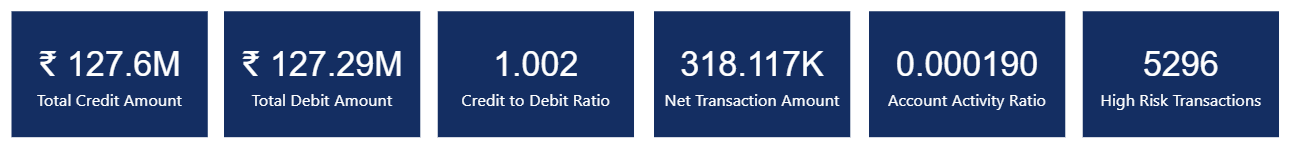 ₹ 127.6M
Total Credit Amount
₹ 127.29M
Total Debit Amount
1.002
Credit to Debit Ratio
318.117K
Net Transaction Amount
0.000190
Account Activity Ratio
5296
High Risk Transactions